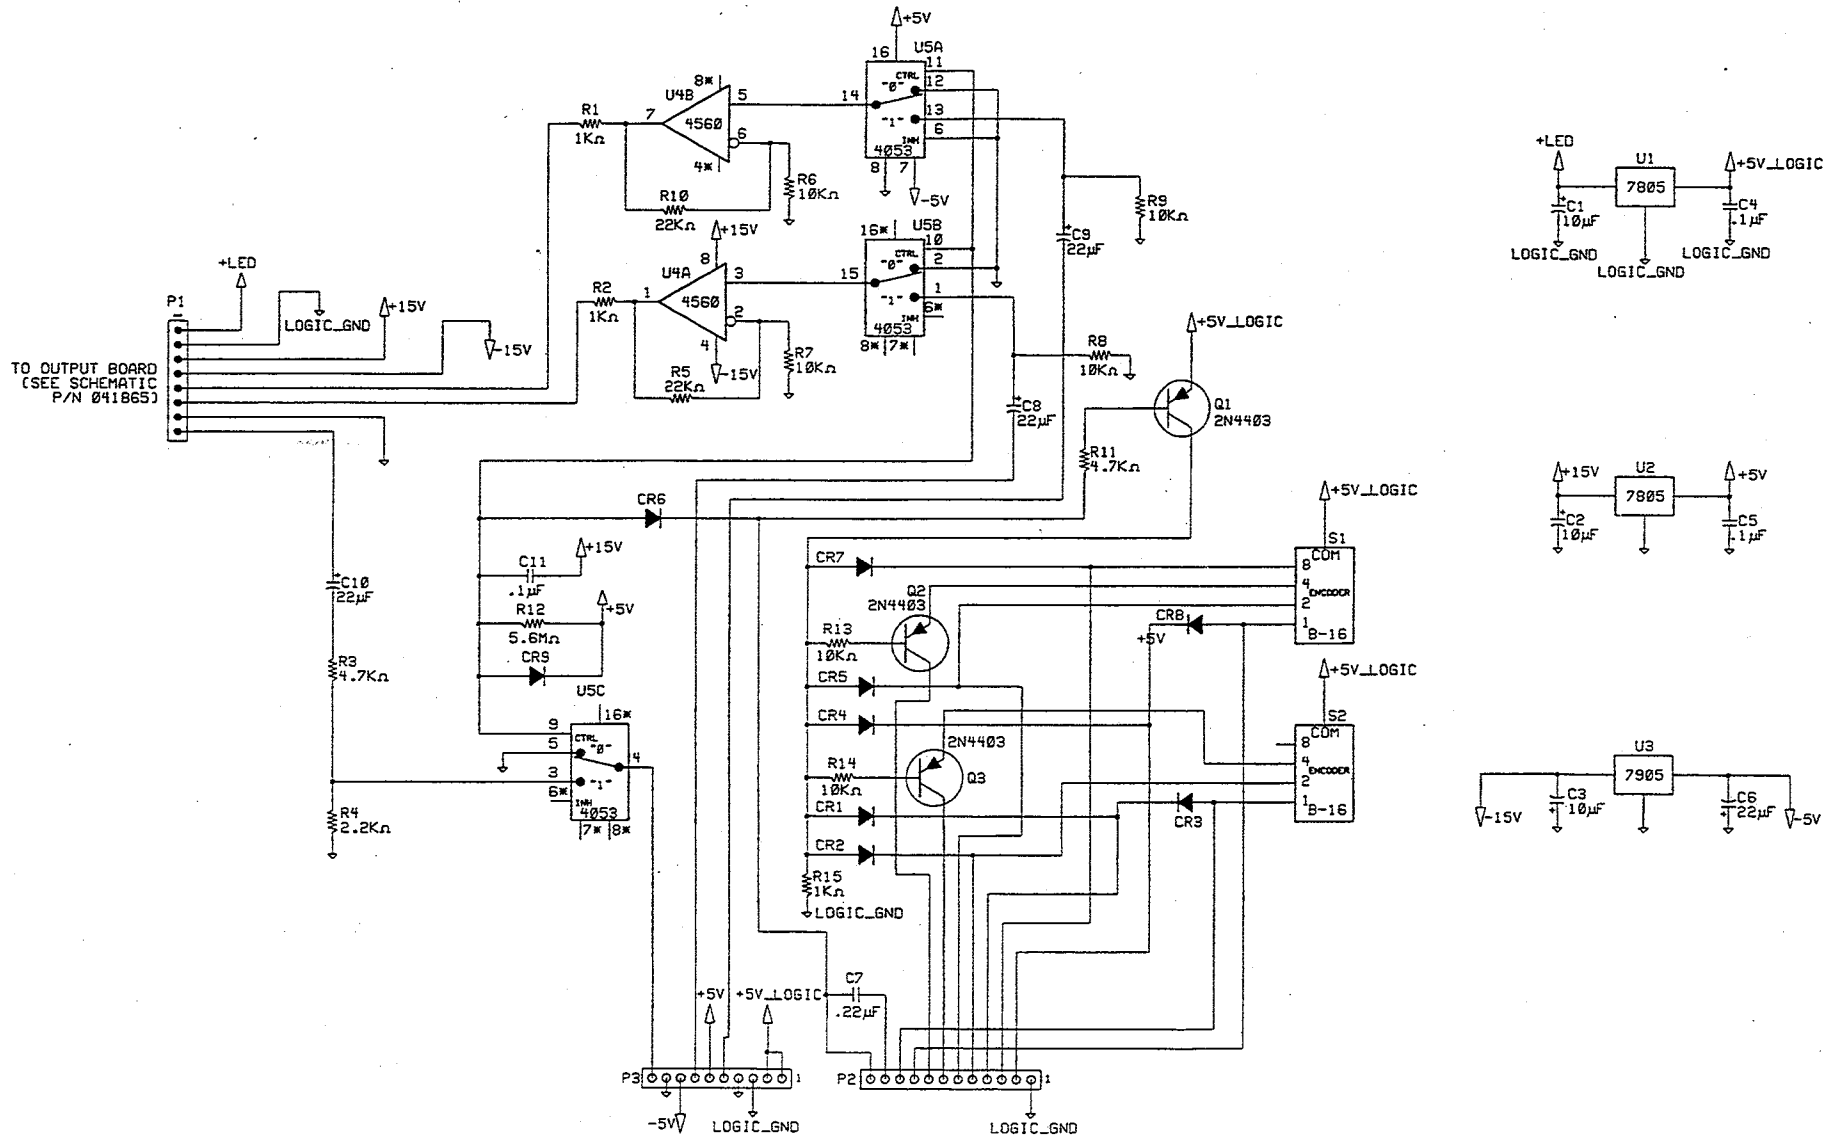 +5V
16
U5A
11
CTRL
12
"0"
14
13
"1"
6
INH
4053
8
7
-5V
8*
U4B
5
7
4560
6
4*
R1
1KΩ
R6
10KΩ
R10
22KΩ
R9
10KΩ
C9
22µF
+15V
16*
U5B
10
CTRL
2
"0"
15
1
"1"
6*
INH
4053
8*
7*
8
U4A
3
1
4560
2
4
-15V
R2
1KΩ
R7
10KΩ
R5
22KΩ
R8
10KΩ
C8
22µF
+LED
P1
LOGIC_GND
+15V
-15V
TO OUTPUT BOARD
(SEE SCHEMATIC
P/N 041865)
+5V_LOGIC
Q1
2N4403
R11
4.7KΩ
CR6
C11
.1µF
+15V
R12
5.6MΩ
+5V
CR9
C10
22µF
R3
4.7KΩ
R4
2.2KΩ
U5C
16*
9
CTRL
5
"0"
4
3
"1"
6*
INH
4053
7*
8*
CR7
Q2
2N4403
R13
10KΩ
CR5
CR4
2N4403
R14
10KΩ
Q3
CR1
CR2
R15
1KΩ
LOGIC_GND
CR8
+5V
CR3
+5V_LOGIC
S1
COM
8
4
ENCODER
2
1
B-16
+5V_LOGIC
S2
COM
8
4
ENCODER
2
1
B-16
C7
.22µF
+5V
+5V_LOGIC
P3
1
-5V
LOGIC_GND
P2
1
LOGIC_GND
+LED
U1
7805
+5V_LOGIC
C1
10µF
C4
.1µF
LOGIC_GND
LOGIC_GND
LOGIC_GND
+15V
U2
7805
+5V
C2
10µF
C5
.1µF
U3
7905
-15V
C3
10µF
C6
22µF
-5V